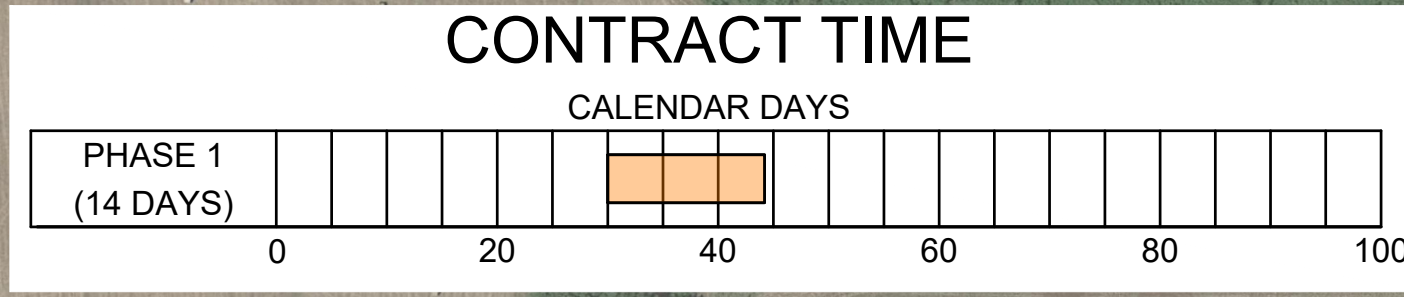 CONTRACT TIME
CALENDAR DAYS
PHASE 1
(14 DAYS)
0 20 40 60 80 100